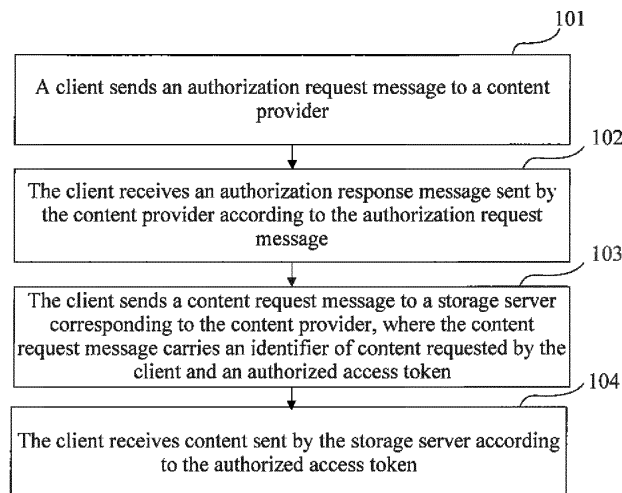 101
A client sends an authorization request message to a content
provider
102
The client receives an authorization response message sent by
the content provider according to the authorization request
message
103
The client sends a content request message to a storage server
corresponding to the content provider, where the content
request message carries an identifier of content requested by the
client and an authorized access token
104
The client receives content sent by the storage server according
to the authorized access token